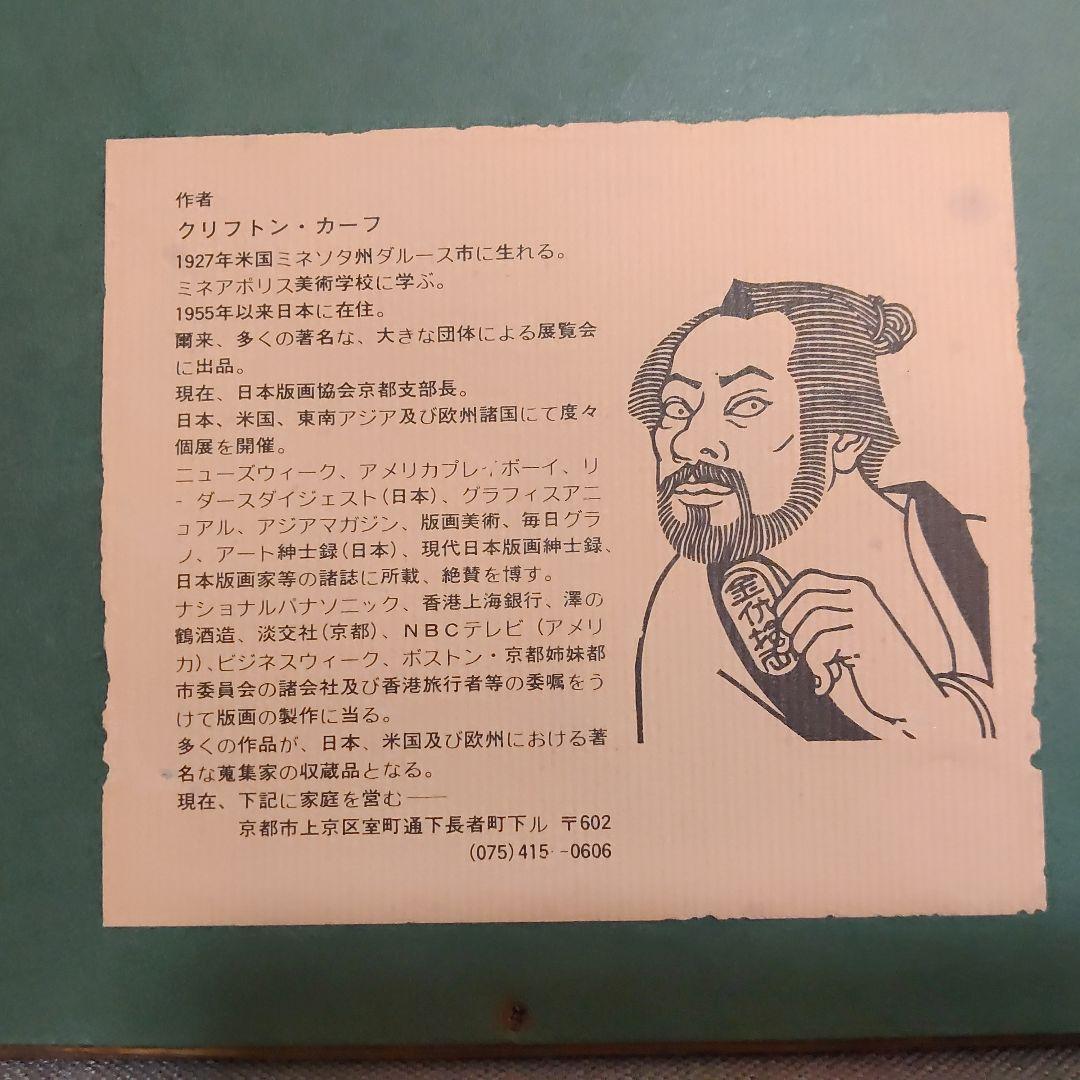 作者
クリフトン・カーフ
1927年米国ミネソタ州ダルース市に生れる。
ミネアポリス美術学校に学ぶ。
1955年以来日本に在住。
爾来、多くの著名な、大きな団体による展覧会
に出品。
現在、日本版画協会京都支部長。
日本、米国、東南アジア及び欧州諸国にて度々
個展を開催。
ニューズウィーク、アメリカプレイボーイ、リ
ーダースダイジェスト(日本)、グラフィスアニ
ュアル、アジアマガジン、版画美術、毎日グラ
フ、アート紳士録(日本)、現代日本版画紳士録、
日本版画家等の諸誌に所載、絶賛を博す。
ナショナルパナソニック、香港上海銀行、澤の
鶴酒造、淡交社(京都)、NBCテレビ(アメリ
カ)、ビジネスウィーク、ボストン・京都姉妹都
市委員会の諸会社及び香港旅行者等の委嘱をう
けて版画の製作に当る。
多くの作品が、日本、米国及び欧州における著
名な蒐集家の収蔵品となる。
現在、下記に家庭を営む──
京都市上京区室町通下長者町下ル 〒602
(075)415-0606